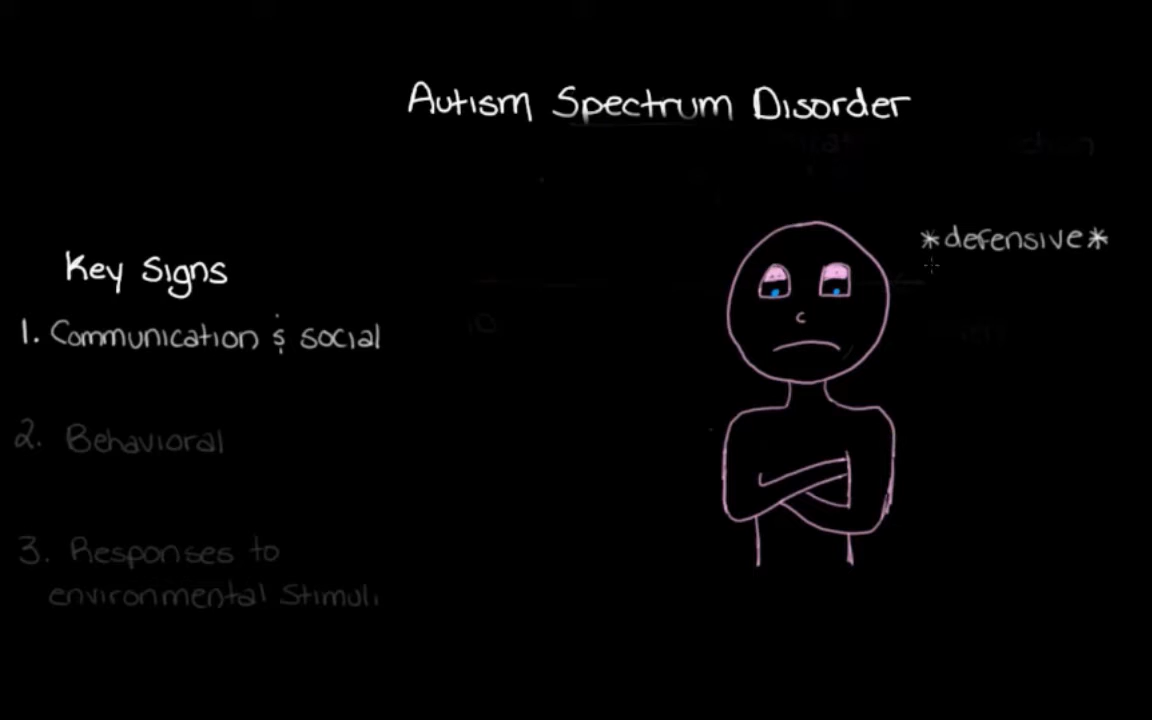 Autism Spectrum Disorder
*defensive*
Key Signs
1. Communication & social
2. Behavioral
3. Responses to
environmental Stimuli